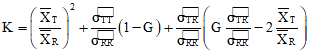 K = (X̅_T / X̅_R)² + σ̅_TT / σ̅_RR (1 − G) + σ̅_TR / σ̅_RR (G σ̅_TR / σ̅_RR − 2 X̅_T / X̅_R)